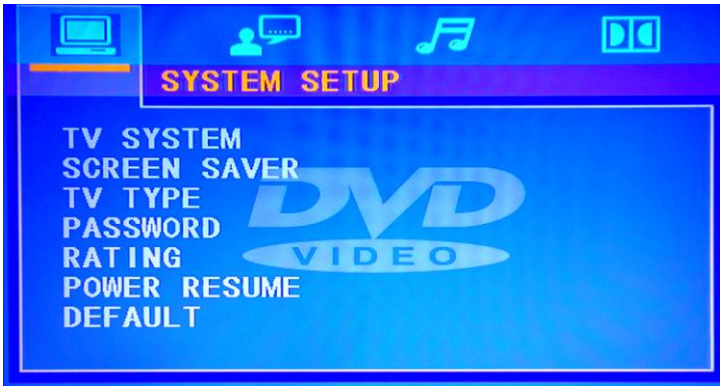 SYSTEM SETUP
TV SYSTEM
SCREEN SAVER
TV TYPE
PASSWORD
RATING
POWER RESUME
DEFAULT
DVD
VIDEO